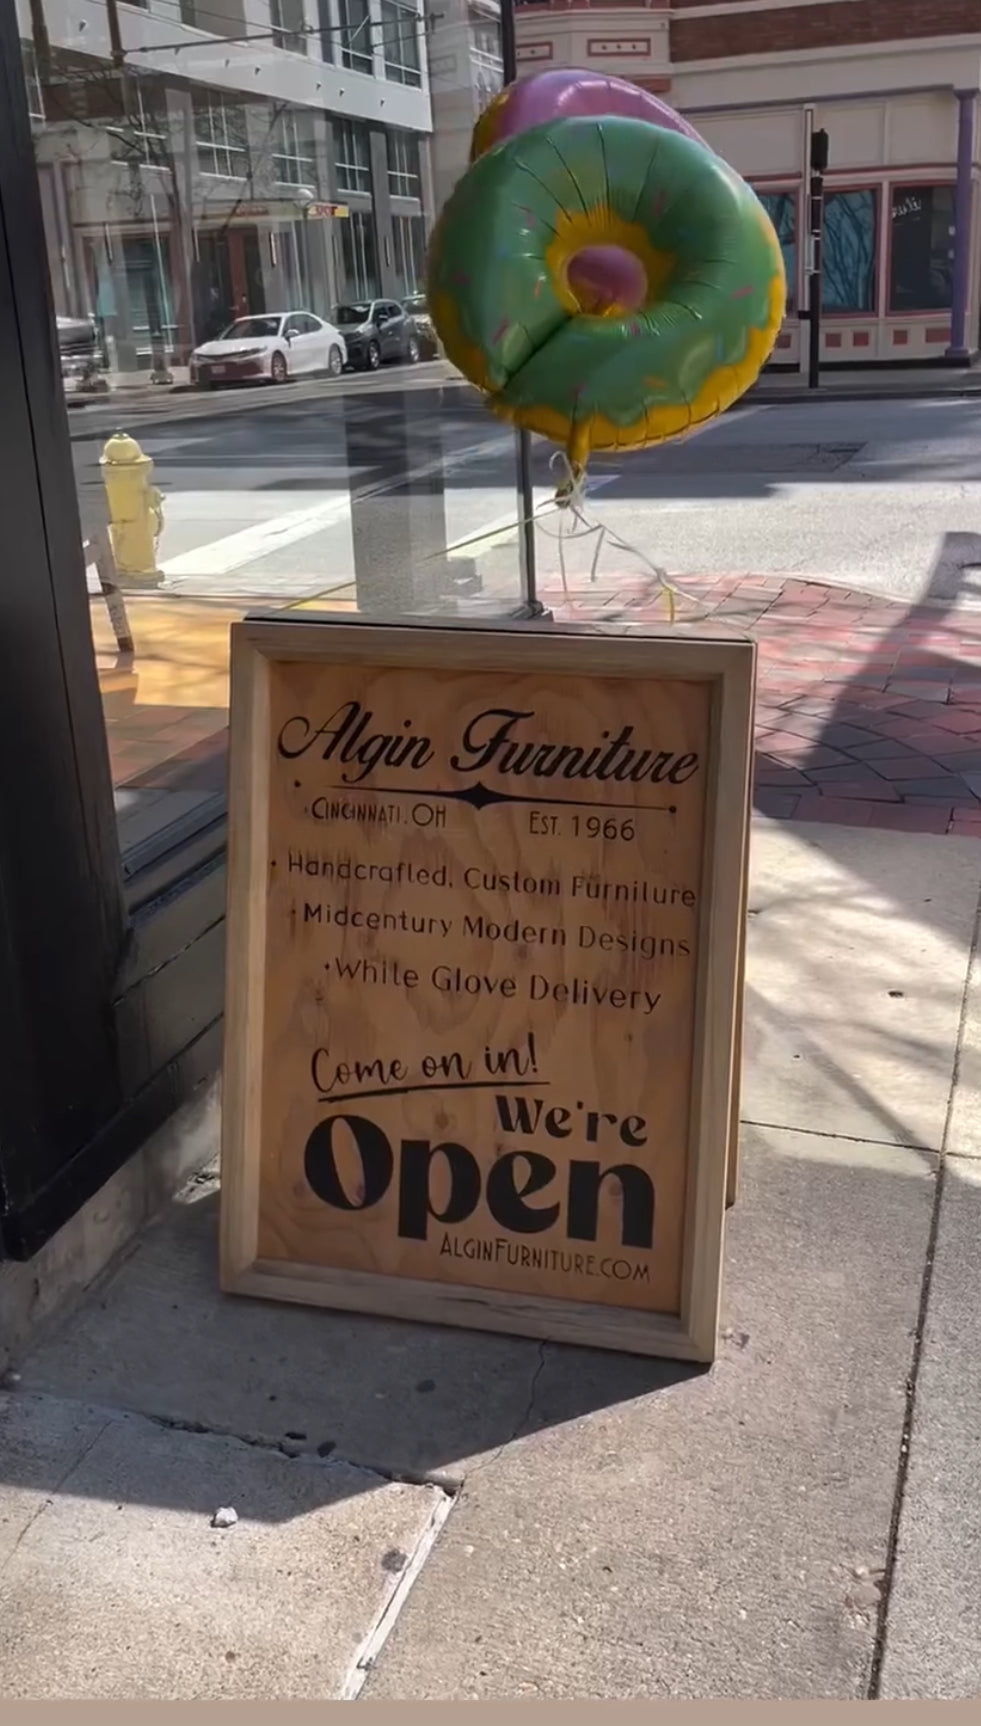 Algin Furniture
Cincinnati, OH Est. 1966
• Handcrafted, Custom Furniture
• Midcentury Modern Designs
• White Glove Delivery
Come on in!
We're
Open
AlginFurniture.com